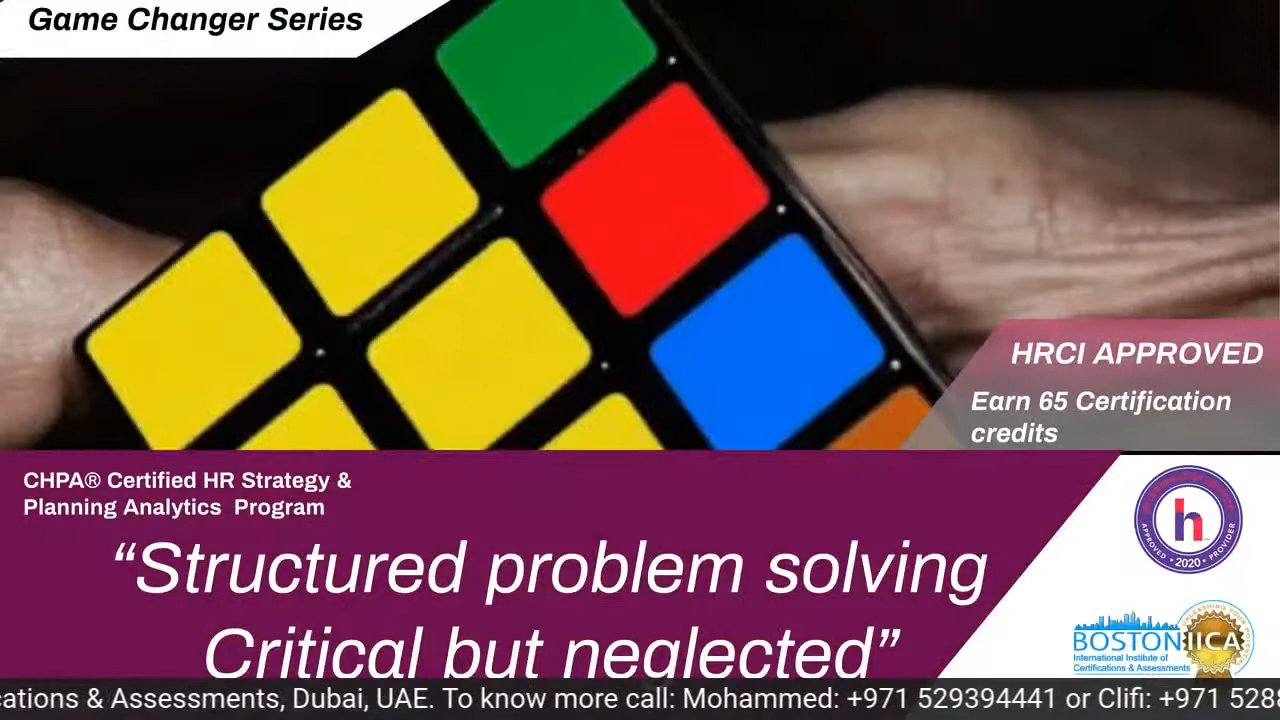 Game Changer Series
HRCI APPROVED
Earn 65 Certification
credits
CHPA® Certified HR Strategy &
Planning Analytics Program
“Structured problem solving
Critical but neglected”
APPROVED • 2020 • PROVIDER
BOSTON IICA
International Institute of
Certifications & Assessments
cations & Assessments, Dubai, UAE. To know more call: Mohammed: +971 529394441 or Clifi: +971 528